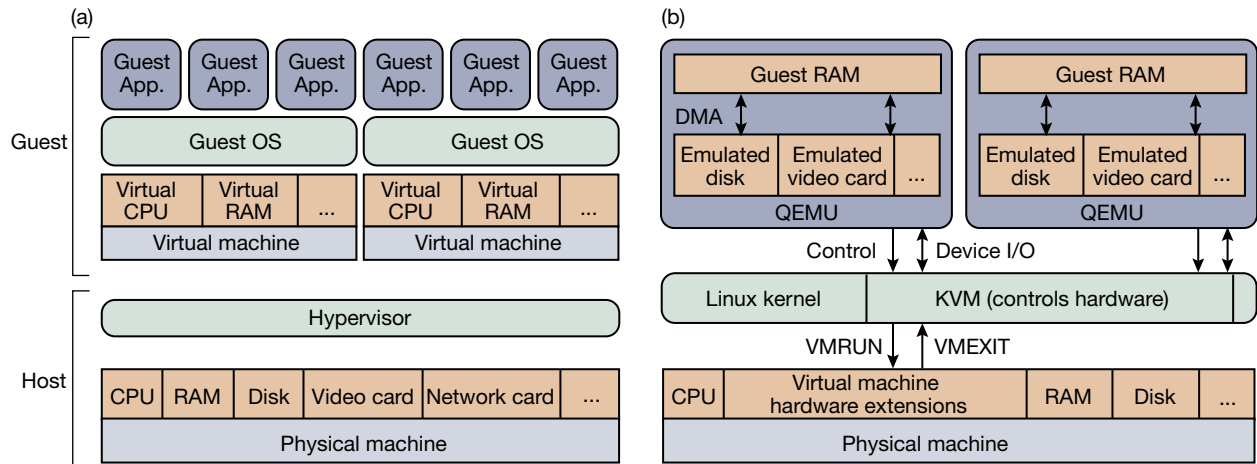 (a)
Guest
Guest App.
Guest App.
Guest App.
Guest App.
Guest App.
Guest App.
Guest OS
Guest OS
Virtual CPU
Virtual RAM
...
Virtual CPU
Virtual RAM
...
Virtual machine
Virtual machine
Host
Hypervisor
CPU
RAM
Disk
Video card
Network card
...
Physical machine
(b)
Guest RAM
Guest RAM
DMA
Emulated disk
Emulated video card
...
Emulated disk
Emulated video card
...
QEMU
QEMU
Control
Device I/O
Linux kernel
KVM (controls hardware)
VMRUN
VMEXIT
CPU
Virtual machine hardware extensions
RAM
Disk
...
Physical machine